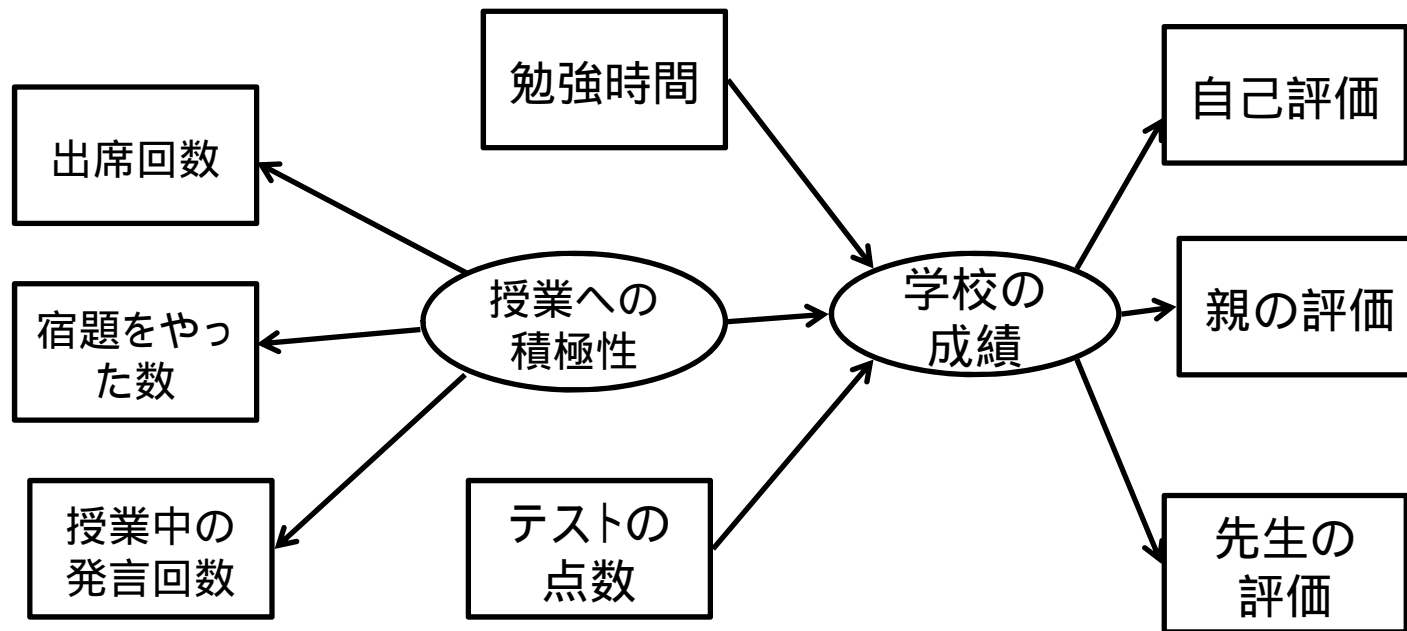 勉強時間
自己評価
出席回数
授業への
積極性
学校の
成績
親の評価
宿題をやっ
た数
授業中の
発言回数
テストの
点数
先生の
評価